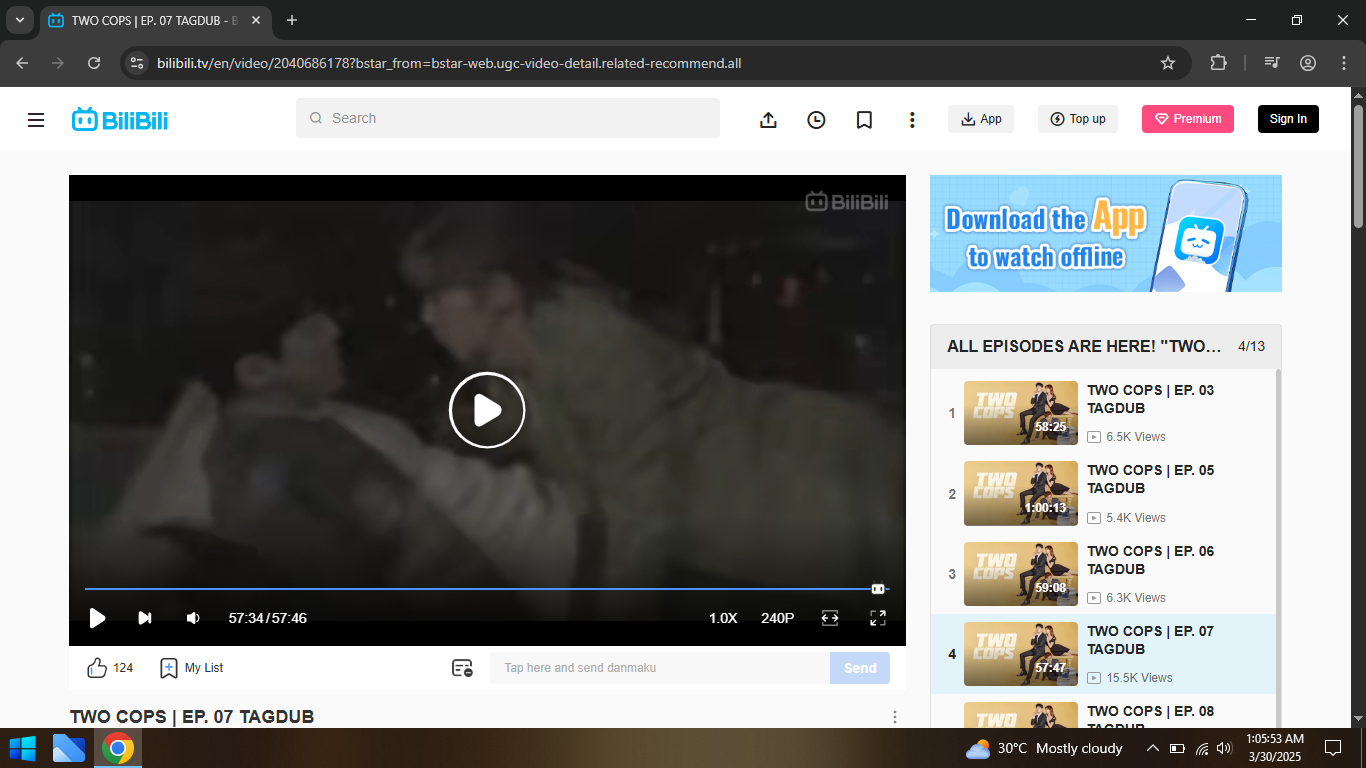 TWO COPS | EP. 07 TAGDUB - B
bilibili.tv/en/video/2040686178?bstar_from=bstar-web.ugc-video-detail.related-recommend.all
BiliBili
Search
App
Top up
Premium
Sign In
BiliBili
57:34/57:46
1.0X
240P
124
My List
Tap here and send danmaku
Send
TWO COPS | EP. 07 TAGDUB
Download the App
to watch offline
ALL EPISODES ARE HERE! "TWO... 4/13
1
TWO COPS
58:25
TWO COPS | EP. 03
TAGDUB
6.5K Views
2
TWO COPS
1:00:13
TWO COPS | EP. 05
TAGDUB
5.4K Views
3
TWO COPS
59:08
TWO COPS | EP. 06
TAGDUB
6.3K Views
4
TWO COPS
57:47
TWO COPS | EP. 07
TAGDUB
15.5K Views
TWO
TWO COPS | EP. 08
TAGDUB
30°C Mostly cloudy
1:05:53 AM
3/30/2025